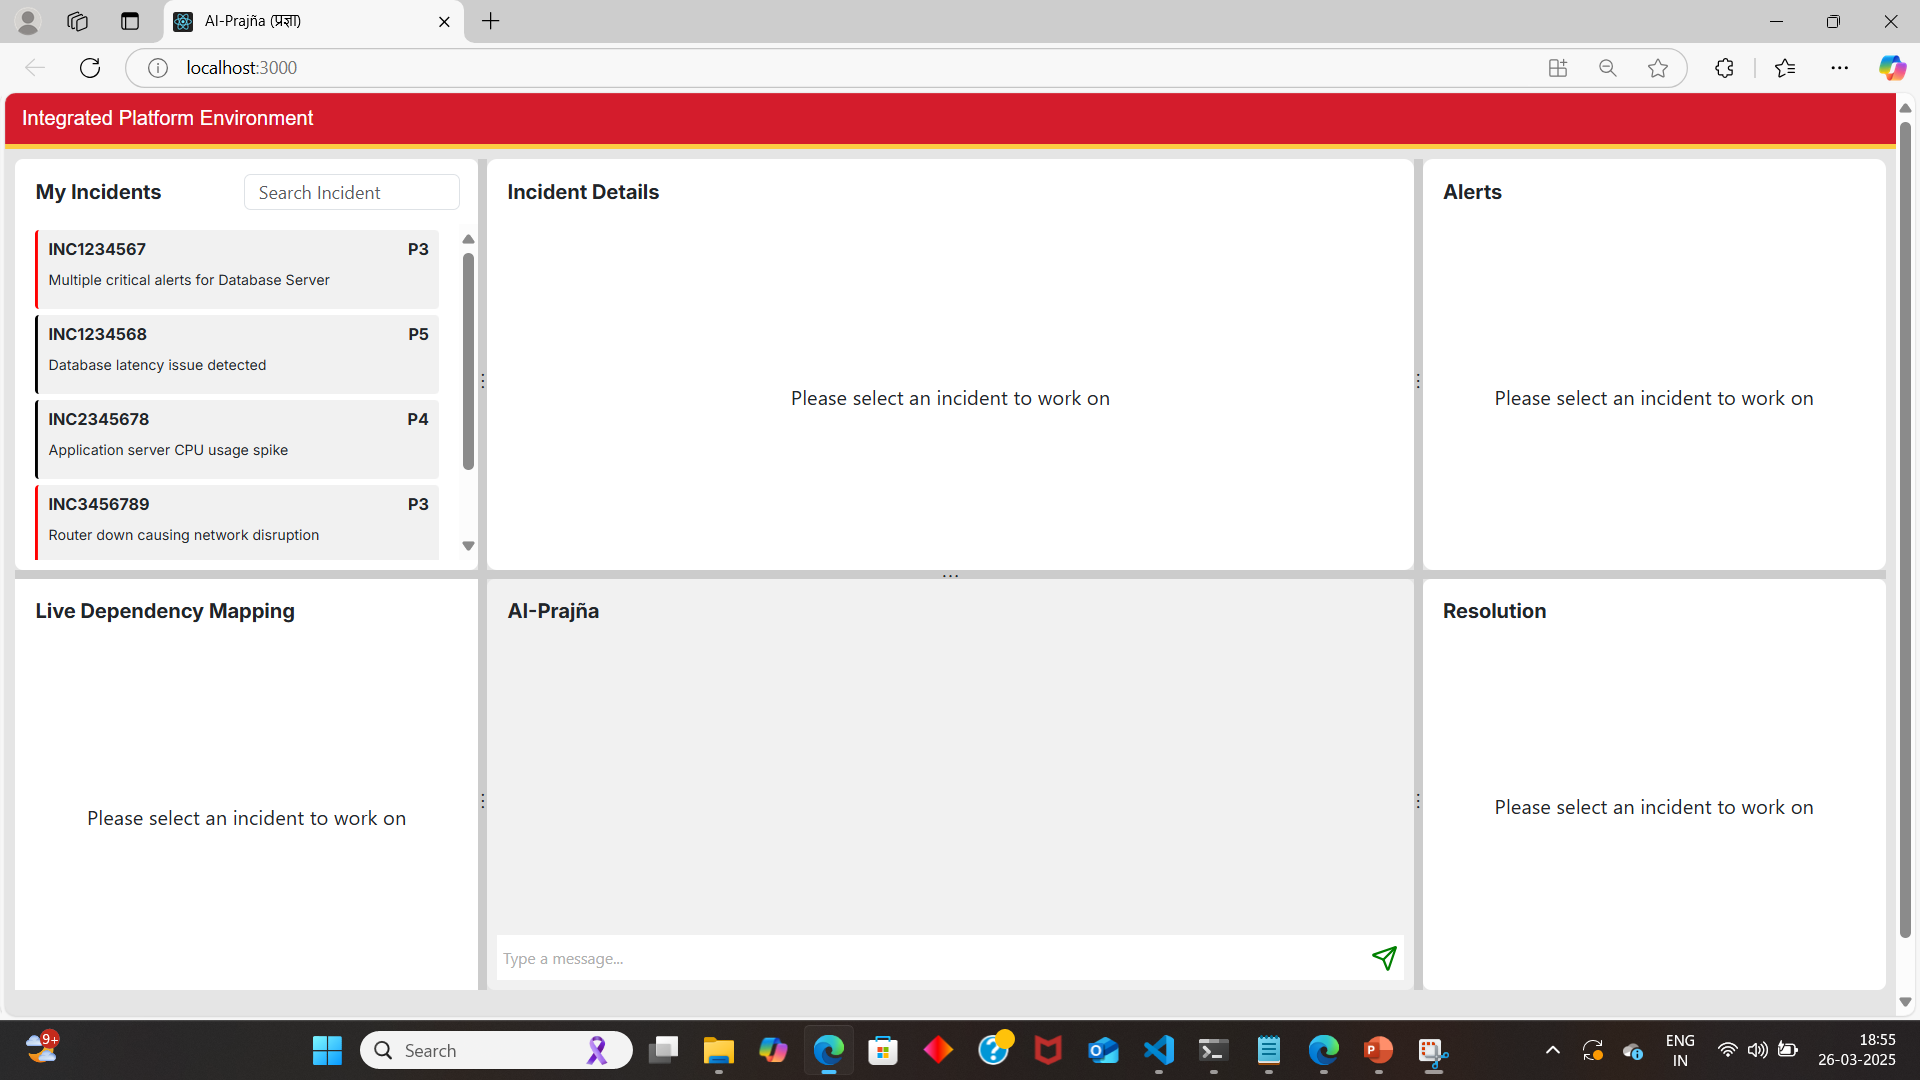 AI-Prajña (प्रज्ञा)
localhost:3000
Integrated Platform Environment
My Incidents
Search Incident
INC1234567 P3
Multiple critical alerts for Database Server
INC1234568 P5
Database latency issue detected
INC2345678 P4
Application server CPU usage spike
INC3456789 P3
Router down causing network disruption
Incident Details
Please select an incident to work on
Alerts
Please select an incident to work on
Live Dependency Mapping
Please select an incident to work on
AI-Prajña
Type a message...
Resolution
Please select an incident to work on
9+
Search
ENG
IN
18:55
26-03-2025